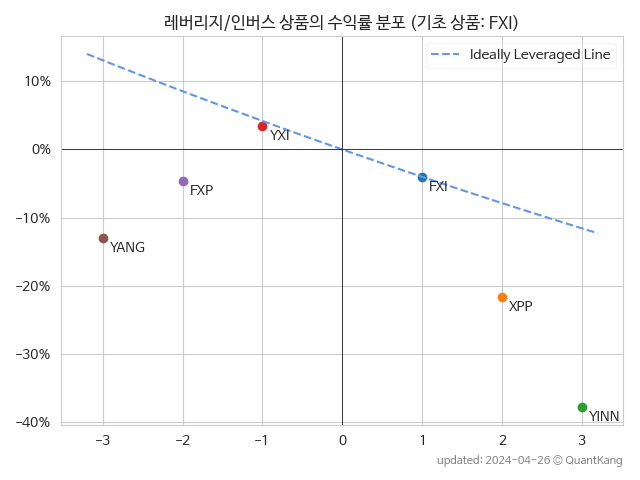 레버리지/인버스 상품의 수익률 분포 (기초 상품: FXI)
Ideally Leveraged Line
10%
YXI
0%
FXI
FXP
−10%
YANG
−20%
XPP
−30%
−40%
YINN
−3 −2 −1 0 1 2 3
updated: 2024-04-26 © QuantKang